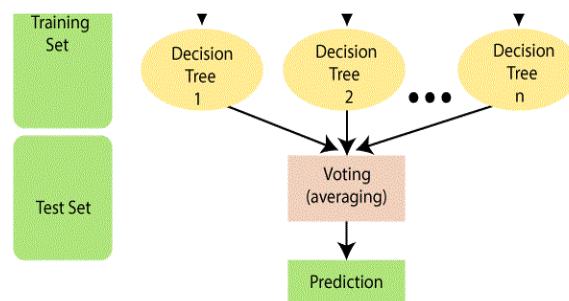 Training
Set
Decision
Tree
1
Decision
Tree
2
Decision
Tree
n
Test Set
Voting
(averaging)
Prediction